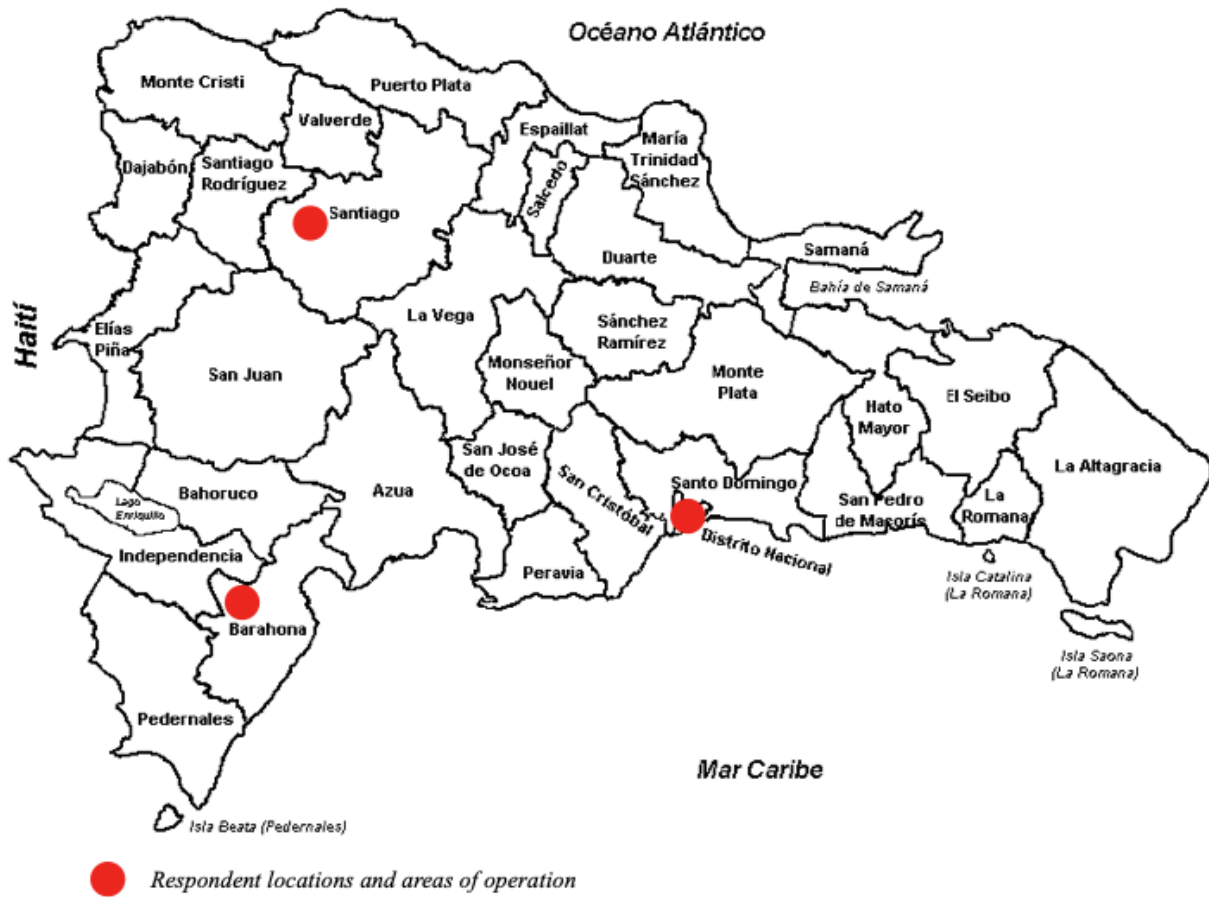 Océano Atlántico
Monte Cristi
Puerto Plata
Valverde
Espaillat
María
Trinidad
Sánchez
Dajabón
Santiago
Rodríguez
Salcedo
Santiago
Samaná
Duarte
Bahía de Samaná
Haití
Elías
Piña
La Vega
Sánchez
Ramírez
San Juan
Monseñor
Nouel
Monte
Plata
El Seibo
Hato
Mayor
La Altagracia
San José
de Ocoa
San Cristóbal
Santo Domingo
Azua
Bahoruco
Lago
Enriquillo
San Pedro
de Macorís
La
Romana
Distrito Nacional
Independencia
Peravia
Isla Catalina
(La Romana)
Barahona
Isla Saona
(La Romana)
Pedernales
Mar Caribe
Isla Beata (Pedernales)
Respondent locations and areas of operation